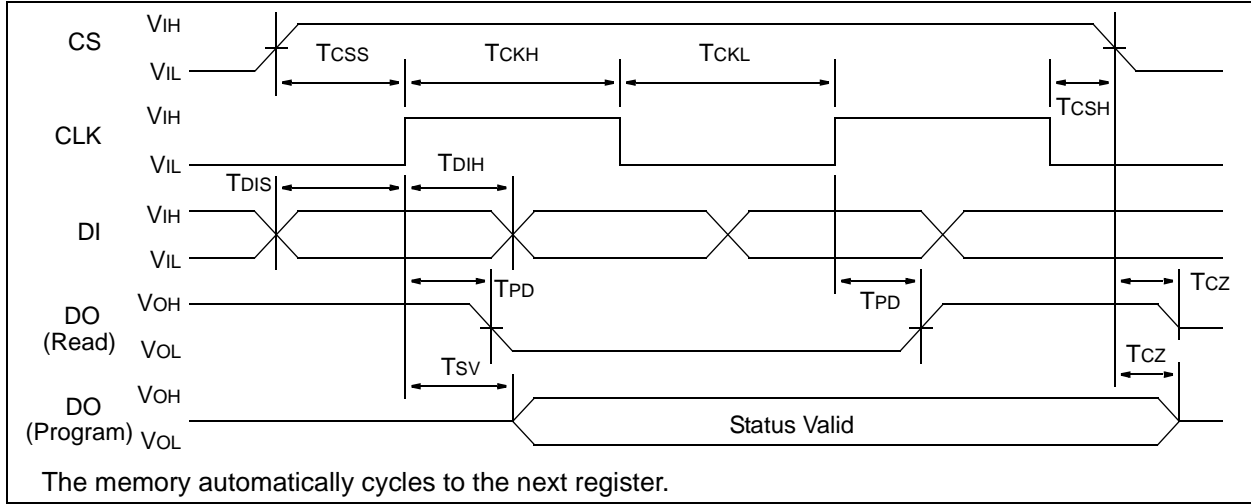 CS
VIH
VIL
TCSS
TCKH
TCKL
TCSH
CLK
VIH
VIL
TDIS
TDIH
DI
VIH
VIL
TPD
TPD
TCZ
DO
(Read)
VOH
VOL
TSV
TCZ
DO
(Program)
VOH
VOL
Status Valid
The memory automatically cycles to the next register.